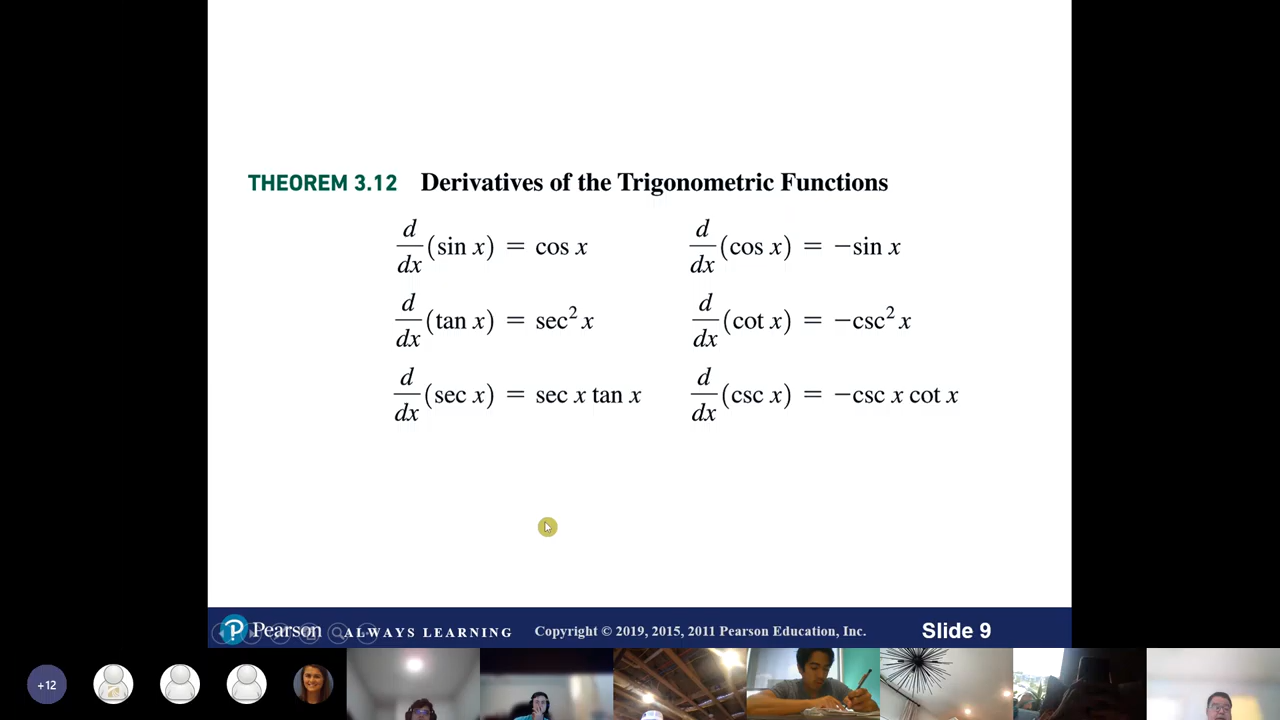 THEOREM 3.12 Derivatives of the Trigonometric Functions
d/dx (sin x) = cos x d/dx (cos x) = −sin x
d/dx (tan x) = sec² x d/dx (cot x) = −csc² x
d/dx (sec x) = sec x tan x d/dx (csc x) = −csc x cot x
Pearson ALWAYS LEARNING Copyright © 2019, 2015, 2011 Pearson Education, Inc. Slide 9
+12